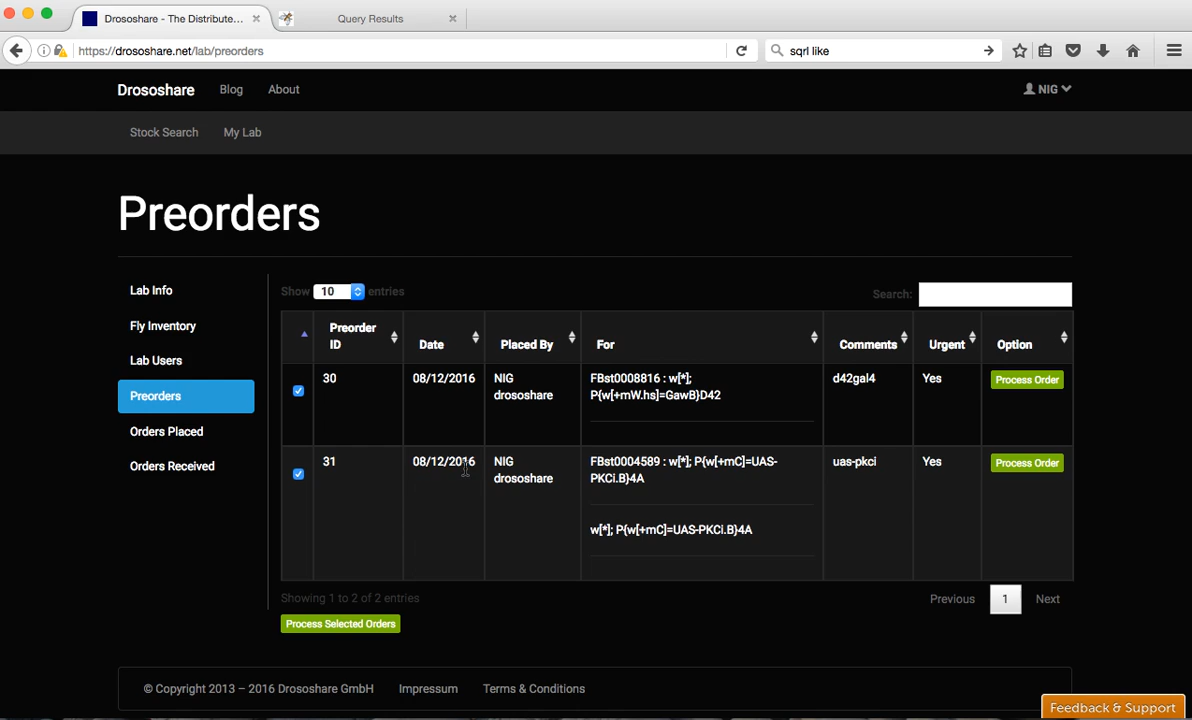 Drososhare - The Distribute...
Query Results
https://drososhare.net/lab/preorders
sqrl like
Drososhare Blog About NIG
Stock Search My Lab
Preorders
Lab Info
Fly Inventory
Lab Users
Preorders
Orders Placed
Orders Received
Show 10 entries
Search:
Preorder
ID
Date
Placed By
For
Comments
Urgent
Option
30
08/12/2016
NIG
drososhare
FBst0008816 : w[*];
P{w[+mW.hs]=GawB}D42
d42gal4
Yes
Process Order
31
08/12/2016
NIG
drososhare
FBst0004589 : w[*]; P{w[+mC]=UAS-
PKCi.B}4A
w[*]; P{w[+mC]=UAS-PKCi.B}4A
uas-pkci
Yes
Process Order
Showing 1 to 2 of 2 entries
Previous 1 Next
Process Selected Orders
© Copyright 2013 – 2016 Drososhare GmbH Impressum Terms & Conditions
Feedback & Support